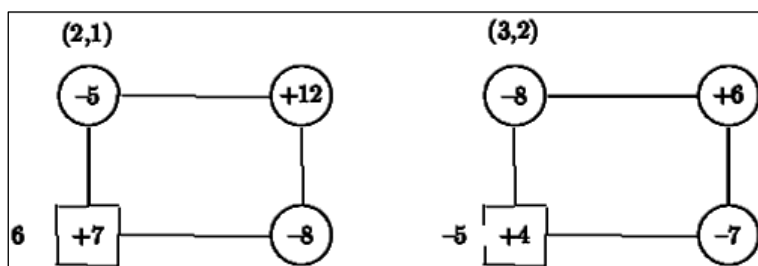 (2,1) (3,2)
–5 +12 –8 +6
6 +7 –8 –5 +4 –7